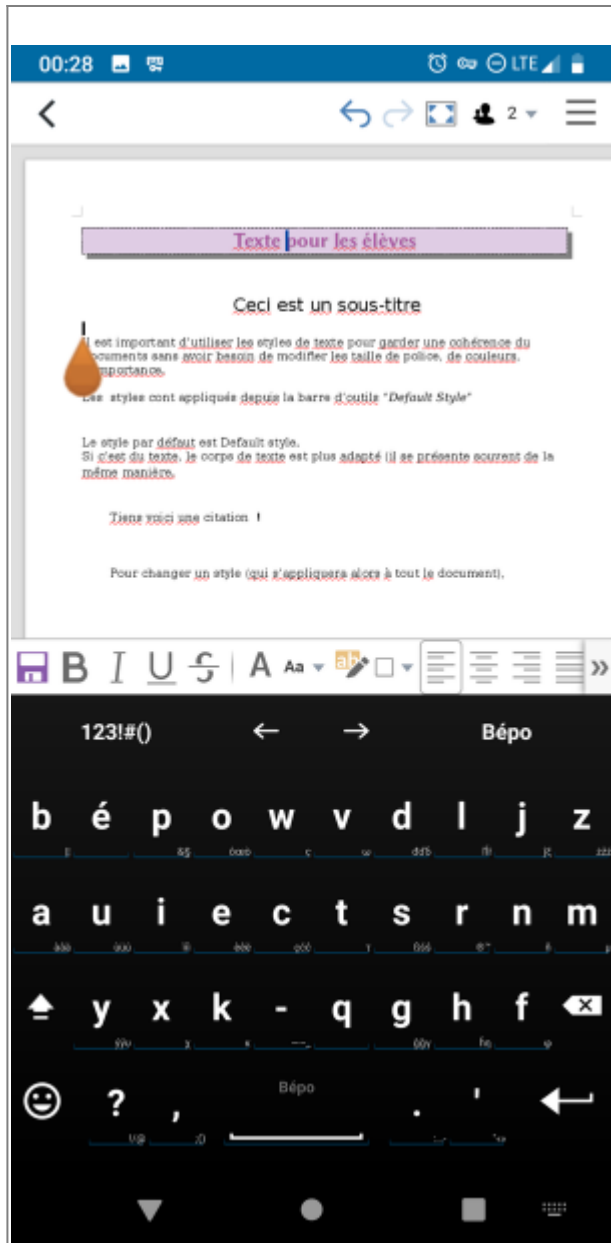 00:28 LTE
2
Texte pour les élèves
Ceci est un sous-titre
est important d'utiliser les styles de texte pour garder une cohérence du
documents sans avoir besoin de modifier les taille de police, de couleurs,
importance.
Les styles cont appliqués depuis la barre d'outils "Default Style"
Le style par défaut est Default style.
Si c'est du texte, le corps de texte est plus adapté (il se présente souvent de la
même manière.
Tiens voici une citation !
Pour changer un style (qui s'appliquera alors à tout le document),
B I U S A Aa ab
123!#() ← → Bépo
b é p o w v d l j z
a u i e c t s r n m
y x k - q g h f
? , Bépo . '